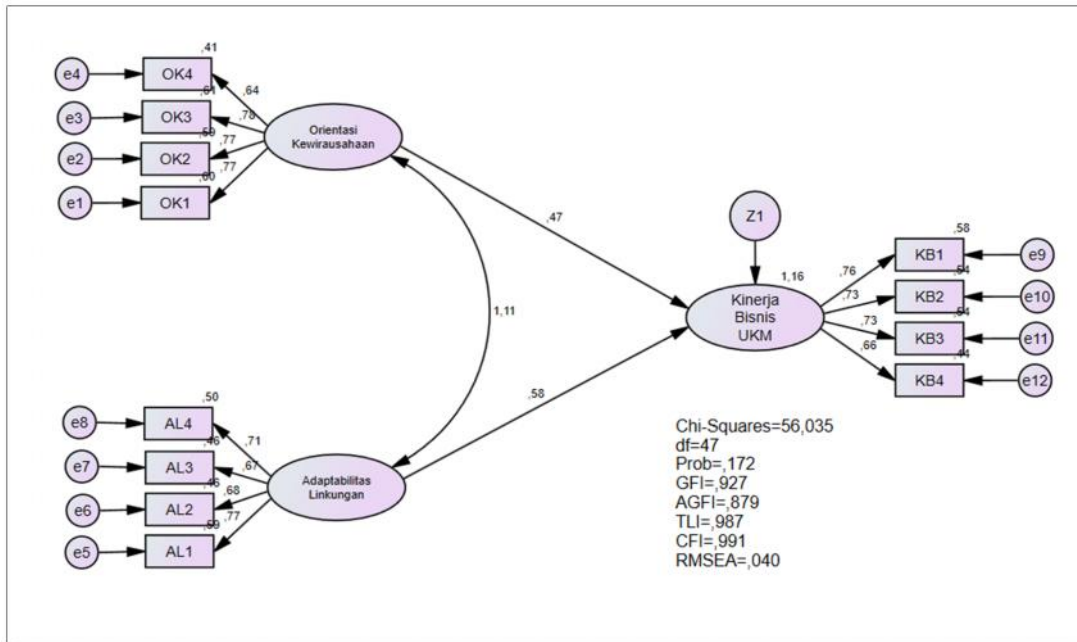 ,41
e4
OK4
,64
,61
e3
OK3
,78
,59
e2
OK2
,77
,60
e1
OK1
,77
Orientasi
Kewirausahaan
,47
1,11
,58
Z1
1,16
Kinerja
Bisnis
UKM
,58
,76
KB1
e9
,54
,73
KB2
e10
,54
,73
KB3
e11
,44
,66
KB4
e12
,50
e8
AL4
,71
,46
e7
AL3
,67
,46
e6
AL2
,68
,59
e5
AL1
,77
Adaptabilitas
Linkungan
Chi-Squares=56,035
df=47
Prob=,172
GFI=,927
AGFI=,879
TLI=,987
CFI=,991
RMSEA=,040